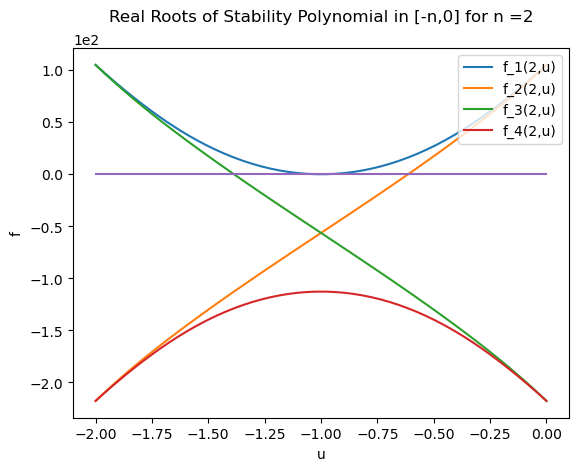 Real Roots of Stability Polynomial in [-n,0] for n =2
1e2
f_1(2,u)
f_2(2,u)
f_3(2,u)
f_4(2,u)
1.0
0.5
0.0
−0.5
−1.0
−1.5
−2.0
f
−2.00 −1.75 −1.50 −1.25 −1.00 −0.75 −0.50 −0.25 0.00
u